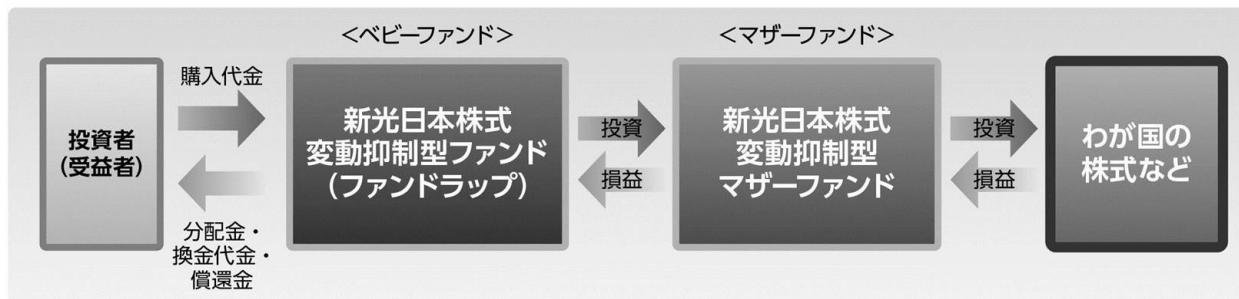 ＜ベビーファンド＞
＜マザーファンド＞
投資者
（受益者）
購入代金
分配金・
換金代金・
償還金
新光日本株式
変動抑制型ファンド
（ファンドラップ）
投資
損益
新光日本株式
変動抑制型
マザーファンド
投資
損益
わが国の
株式など